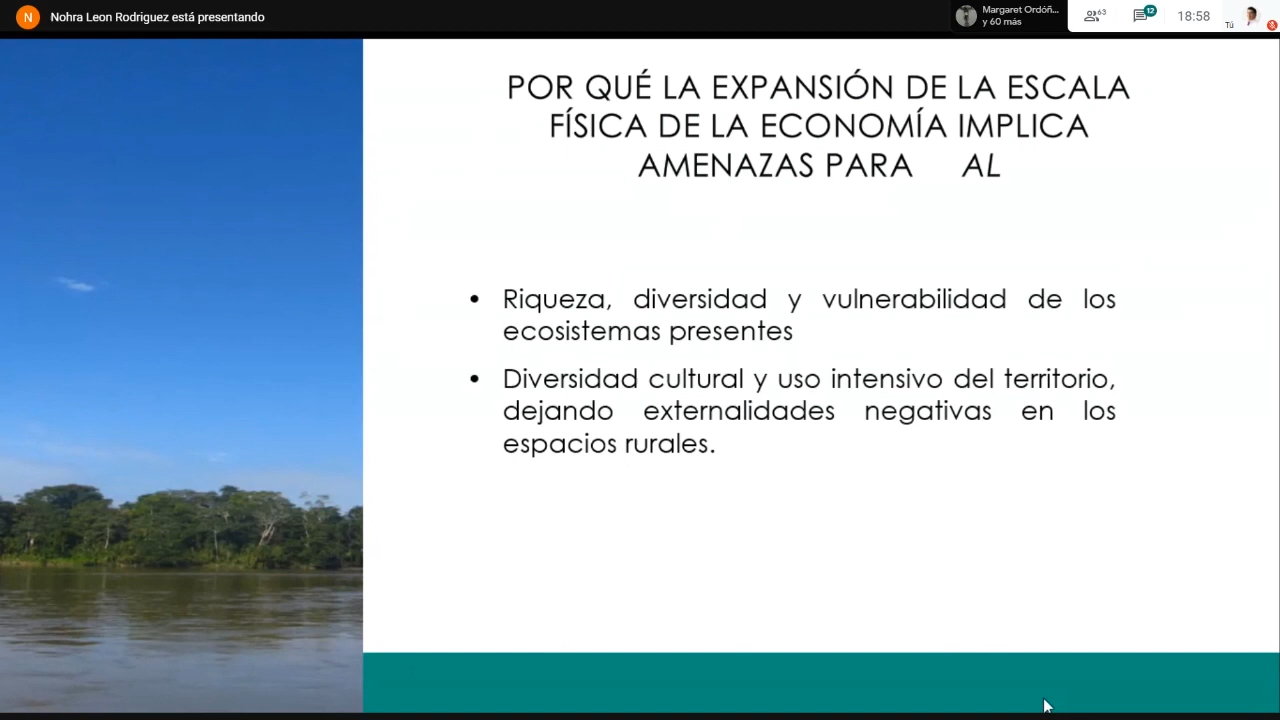 N
Nohra Leon Rodriguez está presentando
Margaret Ordóñ...
y 60 más
63
12
18:58
Tú
POR QUÉ LA EXPANSIÓN DE LA ESCALA
FÍSICA DE LA ECONOMÍA IMPLICA
AMENAZAS PARA AL
• Riqueza, diversidad y vulnerabilidad de los
ecosistemas presentes
• Diversidad cultural y uso intensivo del territorio,
dejando externalidades negativas en los
espacios rurales.